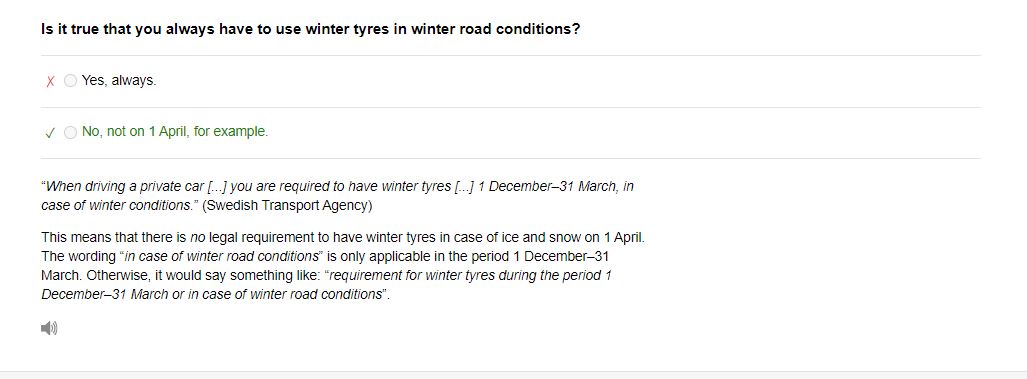 Is it true that you always have to use winter tyres in winter road conditions?
X Yes, always.
✓ No, not on 1 April, for example.
“When driving a private car [...] you are required to have winter tyres [...] 1 December–31 March, in
case of winter conditions.” (Swedish Transport Agency)
This means that there is no legal requirement to have winter tyres in case of ice and snow on 1 April.
The wording “in case of winter road conditions” is only applicable in the period 1 December–31
March. Otherwise, it would say something like: “requirement for winter tyres during the period 1
December–31 March or in case of winter road conditions”.